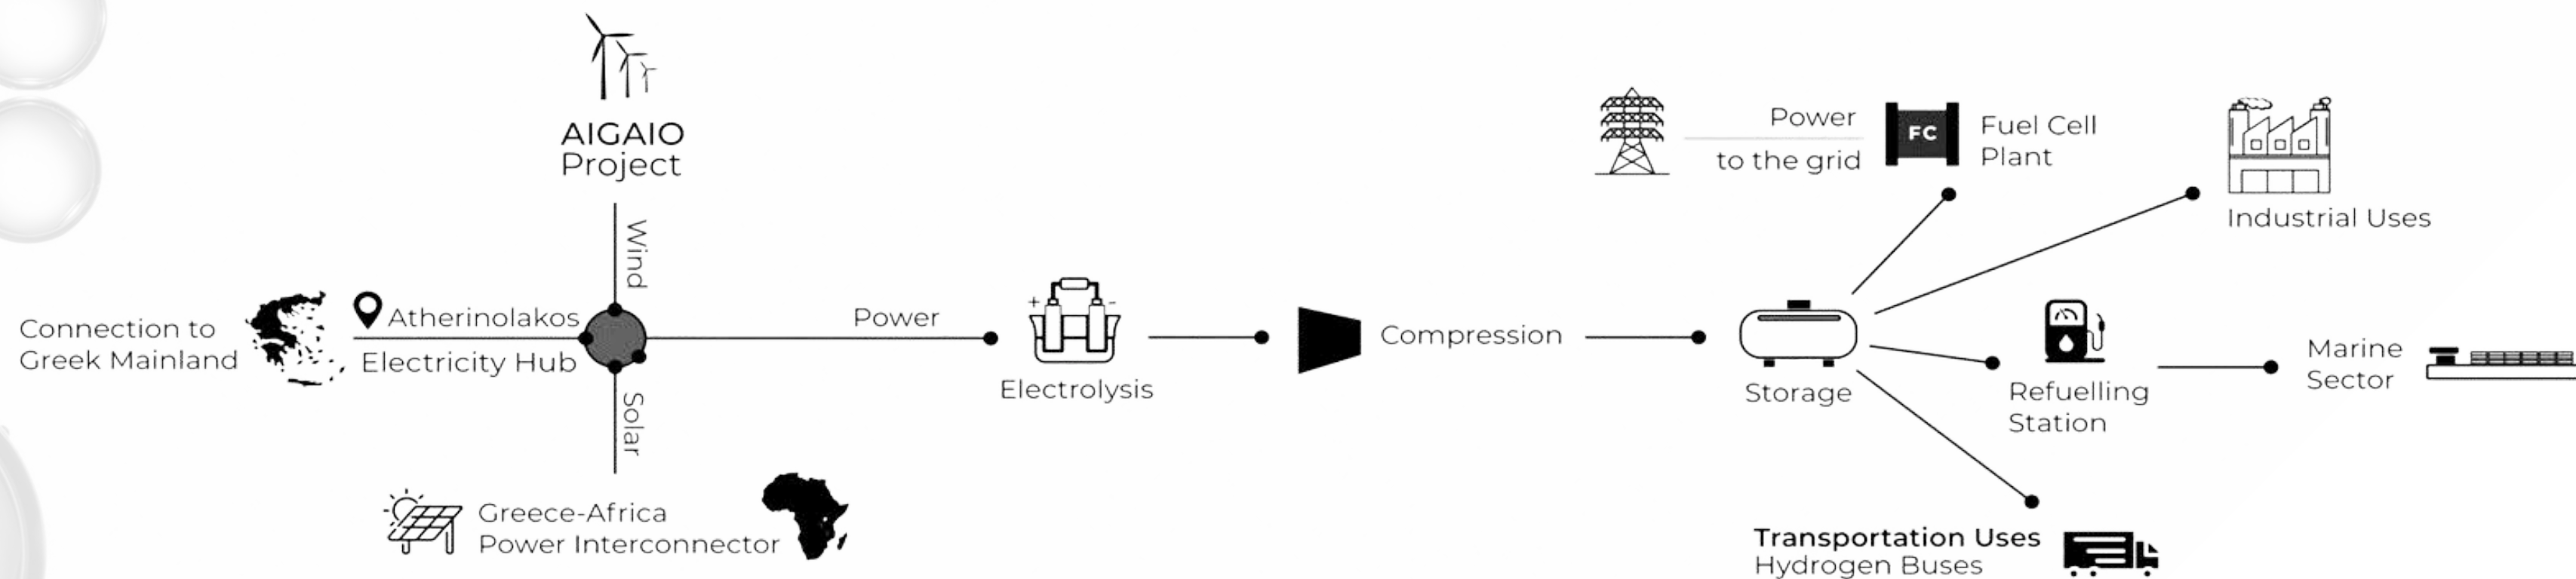 AIGAIO
Project
Wind
Connection to
Greek Mainland
Atherinolakos
Electricity Hub
Solar
Greece-Africa
Power Interconnector
Power
+
-
Electrolysis
Compression
Storage
Power
to the grid
FC
Fuel Cell
Plant
Industrial Uses
Refuelling
Station
Marine
Sector
Transportation Uses
Hydrogen Buses